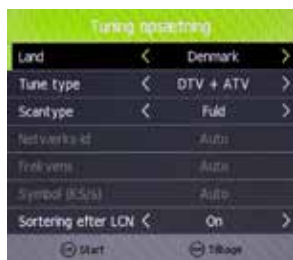 Tuning opsætning
Land < Denmark >
Tune type < DTV + ATV >
Scantype < Fuld >
Netværks-id Auto
Frekvens Auto
Symbol (KS/s) Auto
Sortering efter LCN < On >
Start Tilbage